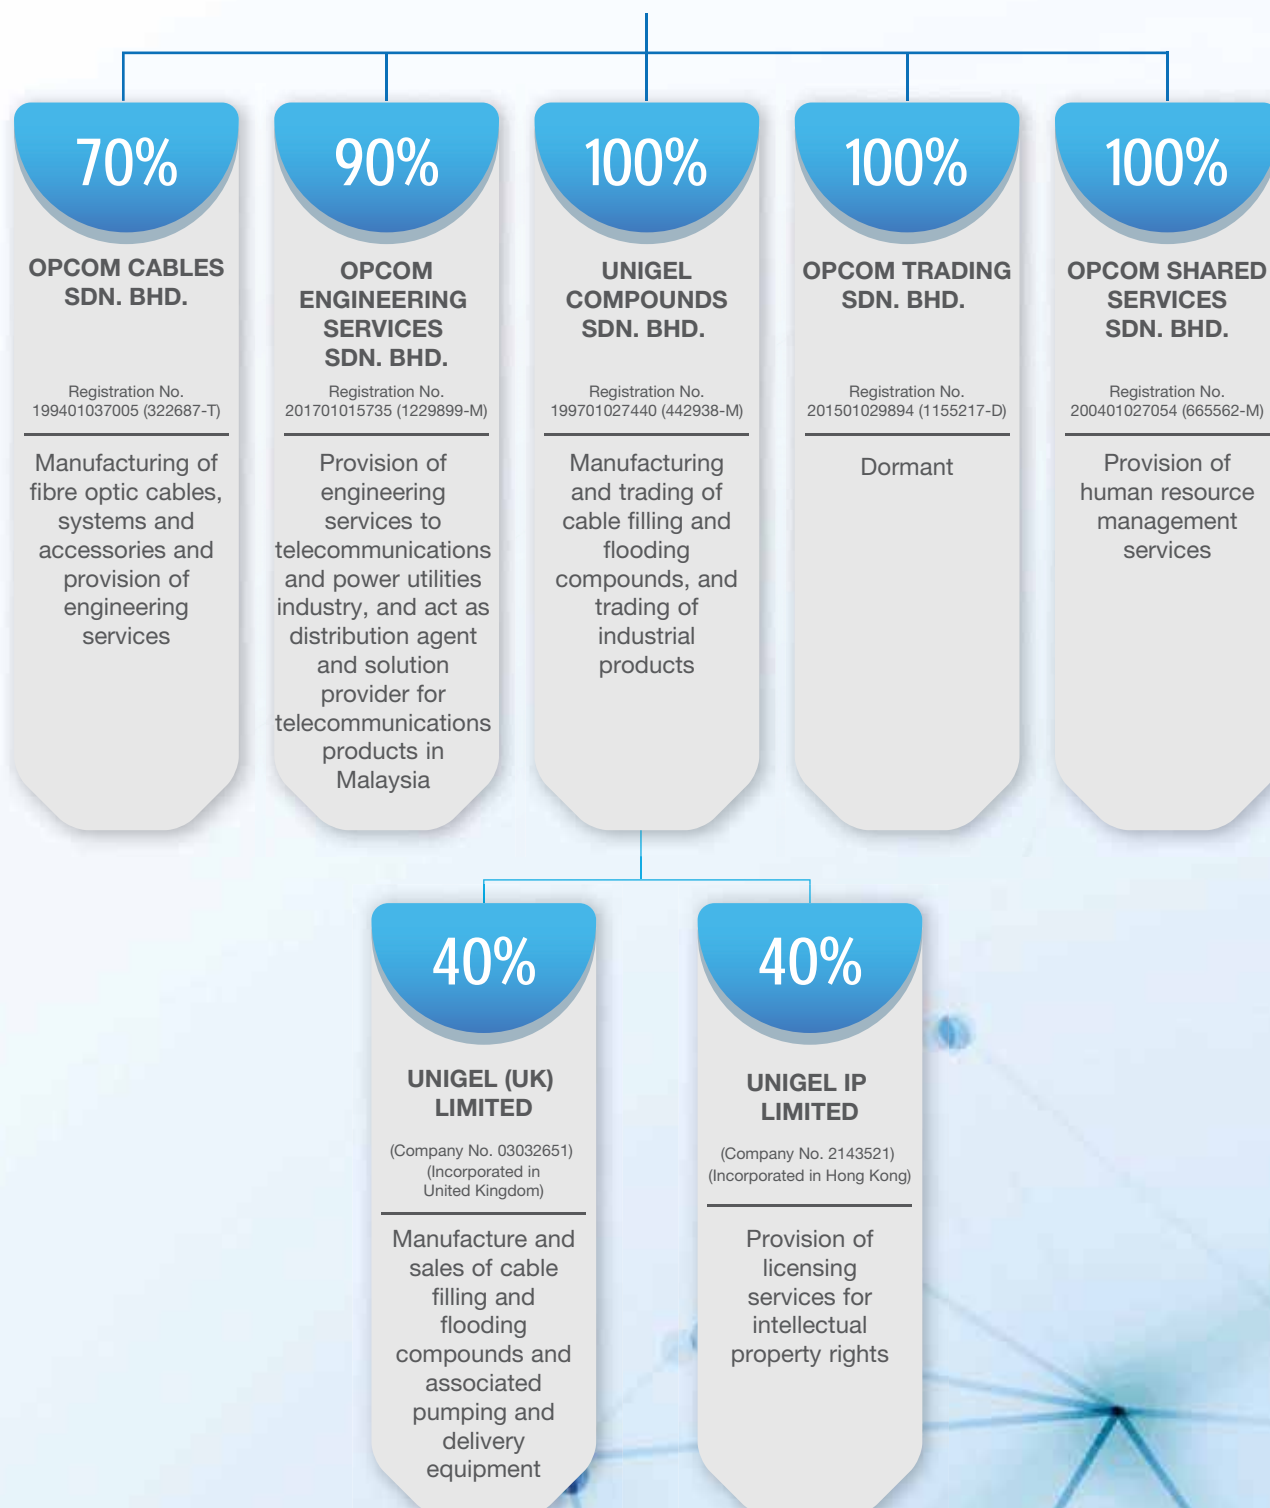 70%
OPCOM CABLES
SDN. BHD.
Registration No.
199401037005 (322687-T)
Manufacturing of
fibre optic cables,
systems and
accessories and
provision of
engineering
services
90%
OPCOM
ENGINEERING
SERVICES
SDN. BHD.
Registration No.
201701015735 (1229899-M)
Provision of
engineering
services to
telecommunications
and power utilities
industry, and act as
distribution agent
and solution
provider for
telecommunications
products in
Malaysia
100%
UNIGEL
COMPOUNDS
SDN. BHD.
Registration No.
199701027440 (442938-M)
Manufacturing
and trading of
cable filling and
flooding
compounds, and
trading of
industrial
products
100%
OPCOM TRADING
SDN. BHD.
Registration No.
201501029894 (1155217-D)
Dormant
100%
OPCOM SHARED
SERVICES
SDN. BHD.
Registration No.
200401027054 (665562-M)
Provision of
human resource
management
services
40%
UNIGEL (UK)
LIMITED
(Company No. 03032651)
(Incorporated in
United Kingdom)
Manufacture and
sales of cable
filling and
flooding
compounds and
associated
pumping and
delivery
equipment
40%
UNIGEL IP
LIMITED
(Company No. 2143521)
(Incorporated in Hong Kong)
Provision of
licensing
services for
intellectual
property rights